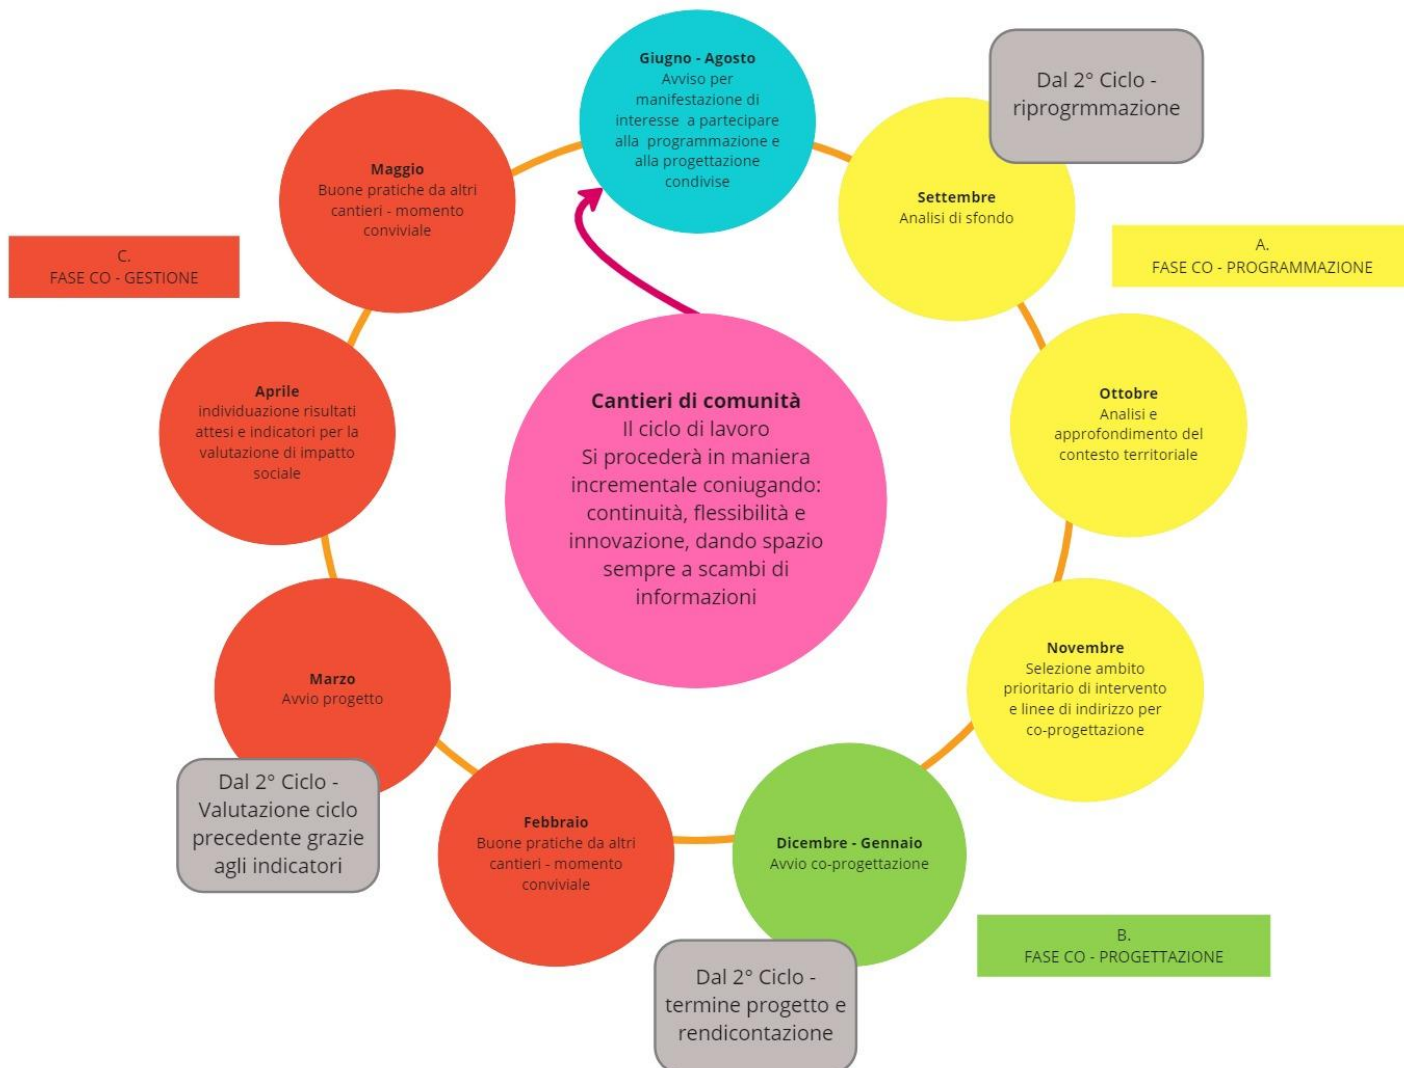 Giugno - Agosto
Avviso per
manifestazione di
interesse a partecipare
alla programmazione e
alla progettazione
condivise
Dal 2° Ciclo -
riprogrmmazione
Settembre
Analisi di sfondo
A.
FASE CO - PROGRAMMAZIONE
Ottobre
Analisi e
approfondimento del
contesto territoriale
Novembre
Selezione ambito
prioritario di intervento
e linee di indirizzo per
co-progettazione
Dicembre - Gennaio
Avvio co-progettazione
B.
FASE CO - PROGETTAZIONE
Dal 2° Ciclo -
termine progetto e
rendicontazione
Febbraio
Buone pratiche da altri
cantieri - momento
conviviale
Marzo
Avvio progetto
Dal 2° Ciclo -
Valutazione ciclo
precedente grazie
agli indicatori
Aprile
individuazione risultati
attesi e indicatori per la
valutazione di impatto
sociale
C.
FASE CO - GESTIONE
Maggio
Buone pratiche da altri
cantieri - momento
conviviale
Cantieri di comunità
Il ciclo di lavoro
Si procederà in maniera
incrementale coniugando:
continuità, flessibilità e
innovazione, dando spazio
sempre a scambi di
informazioni